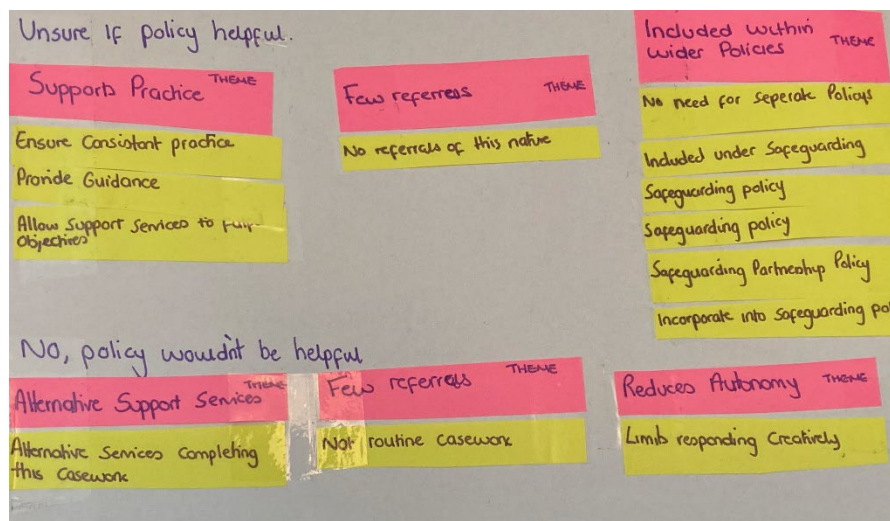 Unsure If policy helpful.
Supports Practice THEME
Ensure Consistant practice
Provide Guidance
Allow Support Services to
Objectives
Few referrals THEME
No referrals of this nature
Included within
wider Policies THEME
No need for seperate Policys
Included under Safeguarding
Safeguarding policy
Safeguarding policy
Safeguarding Partnership Policy
Incorporate into Safeguarding
No, policy wouldn't be helpful
Alternative Support Services THEME
Alternative Services Completing
this casework
Few referrals THEME
Not routine casework
Reduces Autonomy THEME
Limits responding Creatively